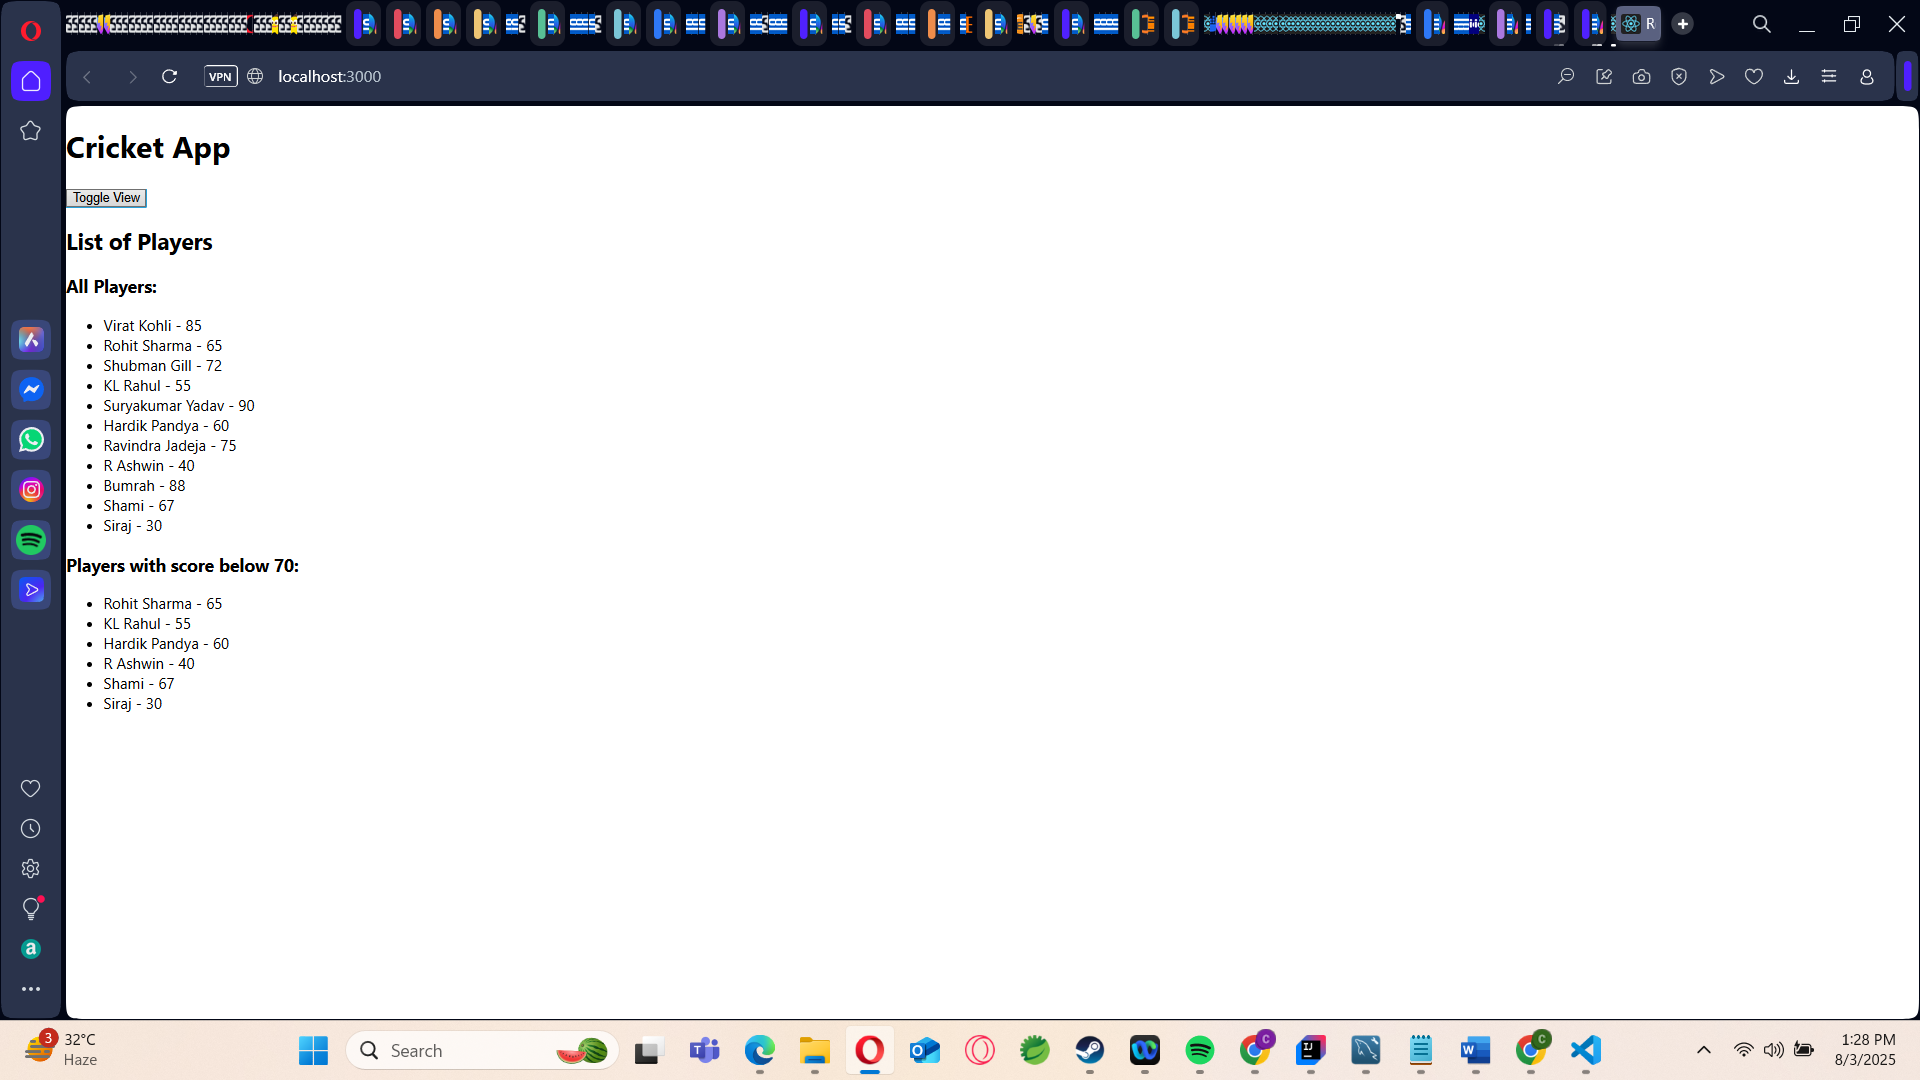 R
VPN
localhost:3000
Cricket App
Toggle View
List of Players
All Players:
Virat Kohli - 85
Rohit Sharma - 65
Shubman Gill - 72
KL Rahul - 55
Suryakumar Yadav - 90
Hardik Pandya - 60
Ravindra Jadeja - 75
R Ashwin - 40
Bumrah - 88
Shami - 67
Siraj - 30
Players with score below 70:
Rohit Sharma - 65
KL Rahul - 55
Hardik Pandya - 60
R Ashwin - 40
Shami - 67
Siraj - 30
3
32°C
Haze
Search
1:28 PM
8/3/2025